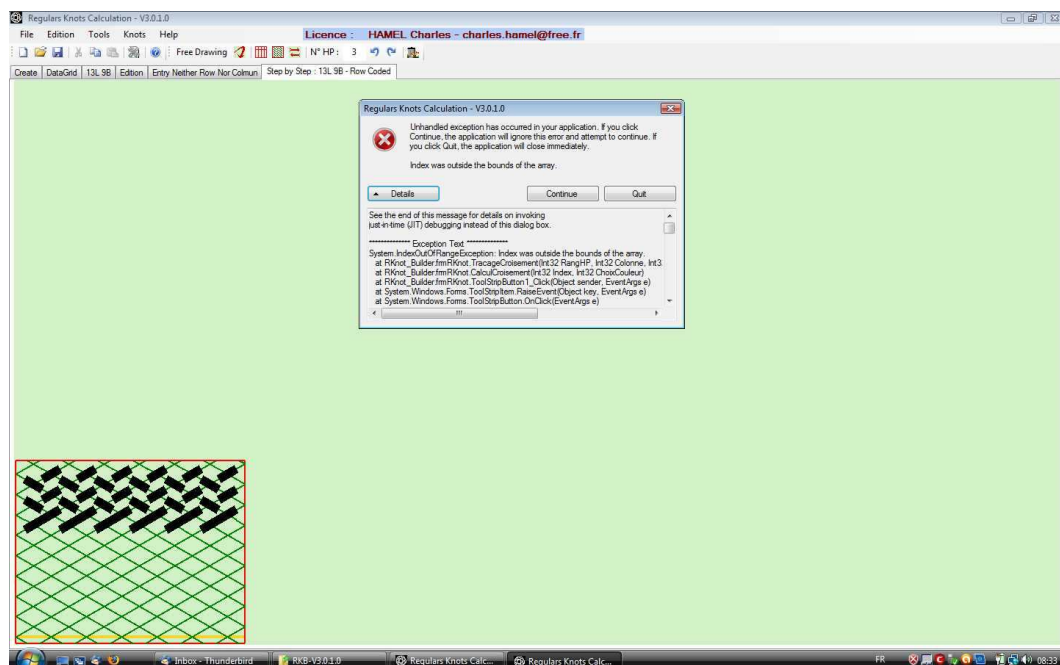 Regulars Knots Calculation - V3.0.1.0
File Edition Tools Knots Help Licence : HAMEL Charles - charles.hamel@free.fr
Free Drawing N° HP : 3
Create DataGrid 13L 9B Edition Entry Neither Row Nor Colmun Step by Step : 13L 9B - Row Coded
Regulars Knots Calculation - V3.0.1.0
Unhandled exception has occurred in your application. If you click
Continue, the application will ignore this error and attempt to continue. If
you click Quit, the application will close immediately.
Index was outside the bounds of the array.
Details Continue Quit
See the end of this message for details on invoking
just-in-time (JIT) debugging instead of this dialog box.
************** Exception Text **************
System.IndexOutOfRangeException: Index was outside the bounds of the array.
at RKnot_Builder.frmRKnot.TracageCroisement(Int32 RangHP, Int32 Colonne, Int3
at RKnot_Builder.frmRKnot.CalculCroisement(Int32 Index, Int32 ChoixCouleur)
at RKnot_Builder.frmRKnot.ToolStripButton1_Click(Object sender, EventArgs e)
at System.Windows.Forms.ToolStripItem.RaiseEvent(Object key, EventArgs e)
at System.Windows.Forms.ToolStripButton.OnClick(EventArgs e)
Inbox - Thunderbird RKB-V3.0.1.0 Regulars Knots Calc... Regulars Knots Calc... FR 08:33